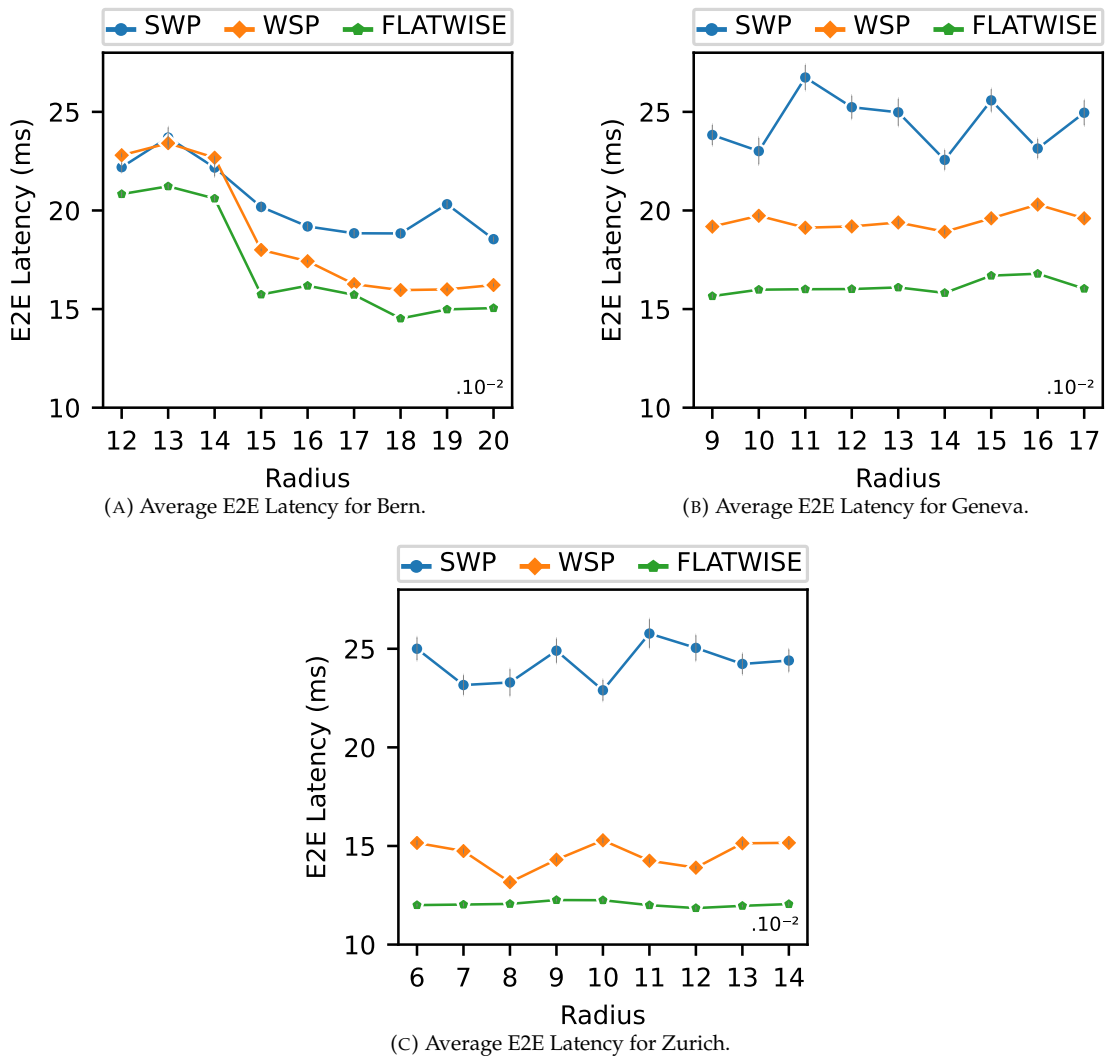 SWP WSP FLATWISE
E2E Latency (ms)
25
20
15
10
.10⁻²
12 13 14 15 16 17 18 19 20
Radius
(A) Average E2E Latency for Bern.
SWP WSP FLATWISE
E2E Latency (ms)
25
20
15
10
.10⁻²
9 10 11 12 13 14 15 16 17
Radius
(B) Average E2E Latency for Geneva.
SWP WSP FLATWISE
E2E Latency (ms)
25
20
15
10
.10⁻²
6 7 8 9 10 11 12 13 14
Radius
(C) Average E2E Latency for Zurich.